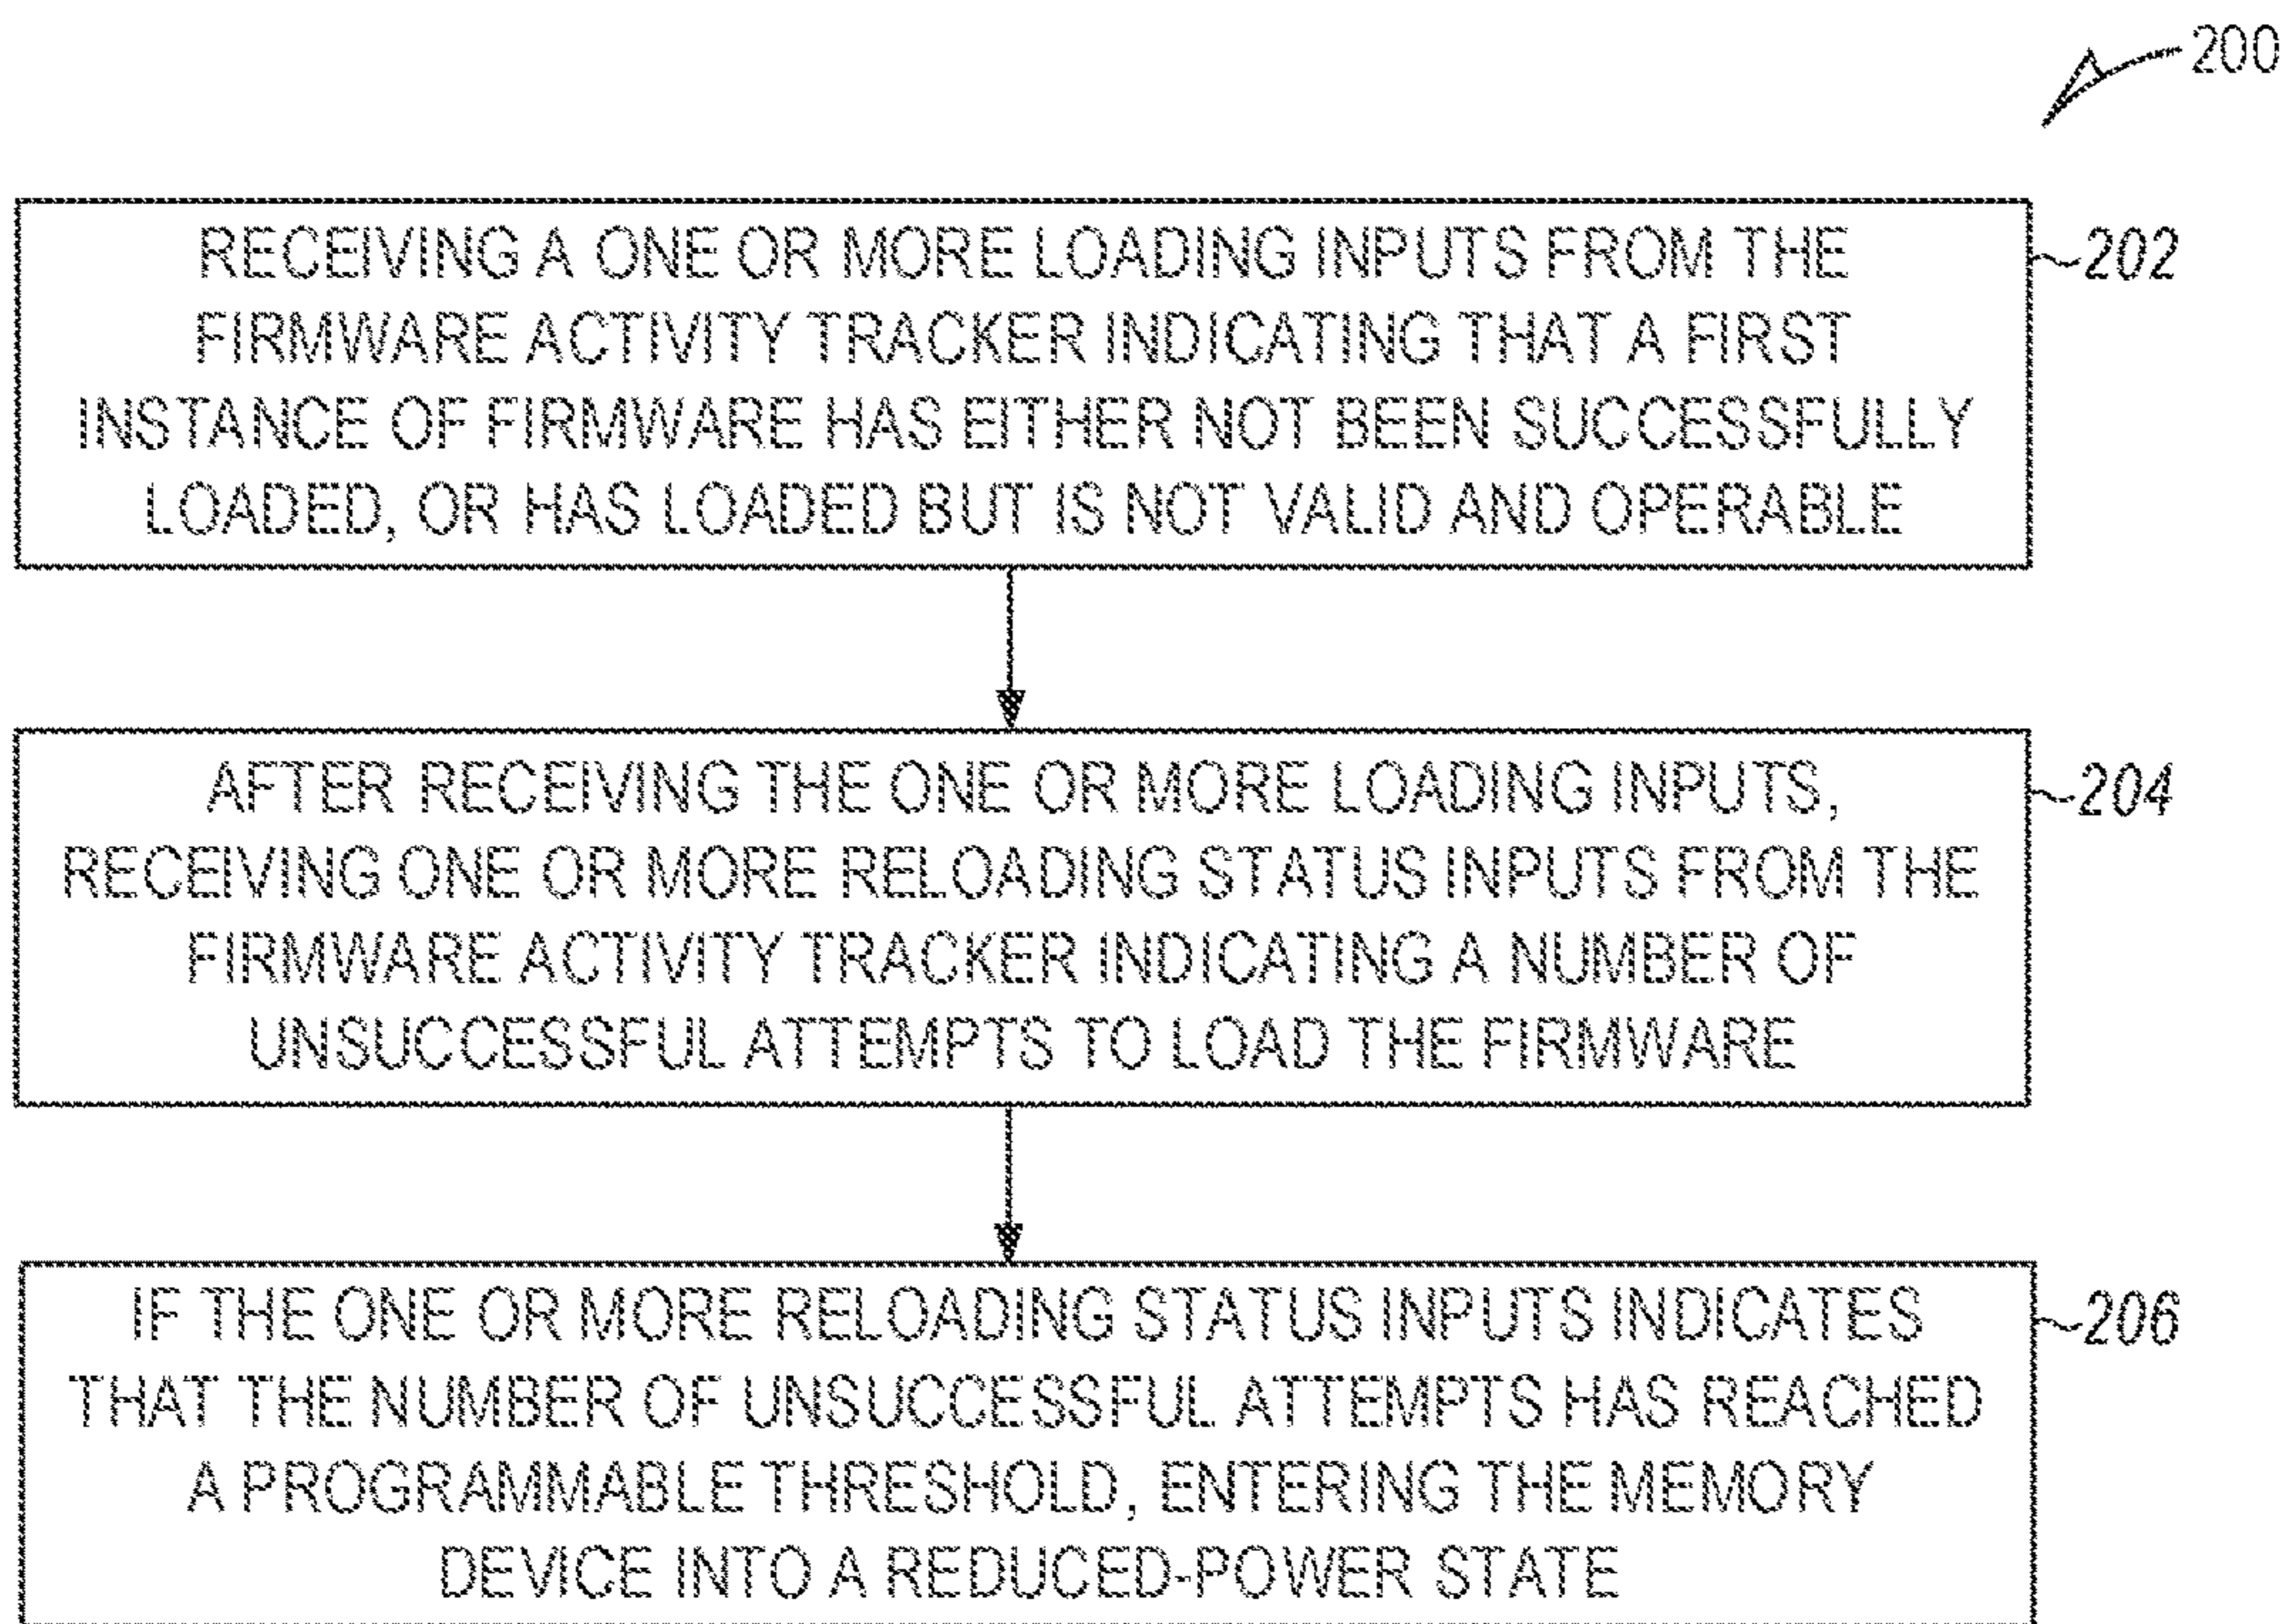 200
RECEIVING A ONE OR MORE LOADING INPUTS FROM THE
FIRMWARE ACTIVITY TRACKER INDICATING THAT A FIRST
INSTANCE OF FIRMWARE HAS EITHER NOT BEEN SUCCESSFULLY
LOADED, OR HAS LOADED BUT IS NOT VALID AND OPERABLE
202
AFTER RECEIVING THE ONE OR MORE LOADING INPUTS,
RECEIVING ONE OR MORE RELOADING STATUS INPUTS FROM THE
FIRMWARE ACTIVITY TRACKER INDICATING A NUMBER OF
UNSUCCESSFUL ATTEMPTS TO LOAD THE FIRMWARE
204
IF THE ONE OR MORE RELOADING STATUS INPUTS INDICATES
THAT THE NUMBER OF UNSUCCESSFUL ATTEMPTS HAS REACHED
A PROGRAMMABLE THRESHOLD, ENTERING THE MEMORY
DEVICE INTO A REDUCED-POWER STATE
206